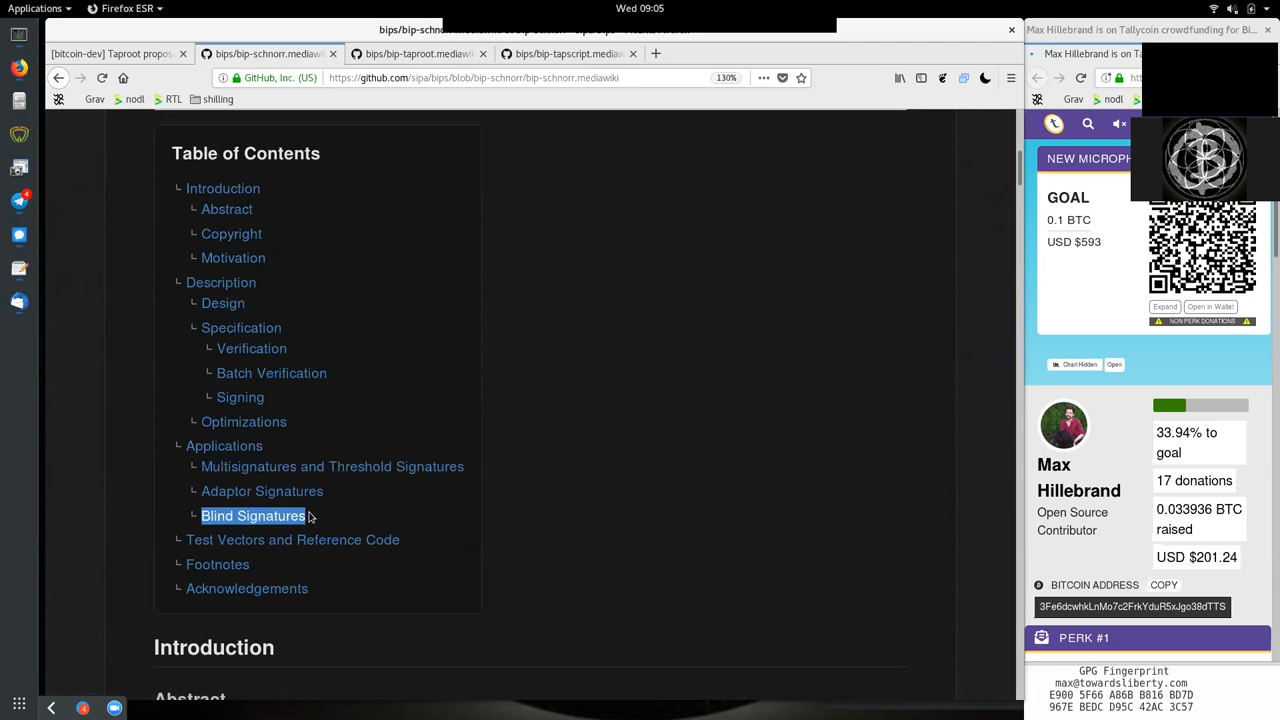 Applications
Firefox ESR
Wed 09:05
Max Hillebrand is on Tallycoin crowdfunding for Bi...
[bitcoin-dev] Taproot propos
bips/bip-schnorr.mediawiki
bips/bip-taproot.mediawiki
bips/bip-tapscript.mediaw
Max Hillebrand is on Ta
GitHub, Inc. (US)
https://github.com/sipa/bips/blob/bip-schnorr/bip-schnorr.mediawiki
130%
Grav
nodl
RTL
shilling
Grav
nodl
Table of Contents
Introduction
Abstract
Copyright
Motivation
Description
Design
Specification
Verification
Batch Verification
Signing
Optimizations
Applications
Multisignatures and Threshold Signatures
Adaptor Signatures
Blind Signatures
Test Vectors and Reference Code
Footnotes
Acknowledgements
Introduction
Abstract
4
4
t
NEW MICROPH
GOAL
0.1 BTC
USD $593
Expand
Open in Wallet
NON PERK DONATIONS
Chart Hidden
Open
33.94% to
goal
17 donations
0.033936 BTC
raised
USD $201.24
Max
Hillebrand
Open Source
Contributor
BITCOIN ADDRESS
COPY
3Fe6dcwhkLnMo7c2FrkYduR5xJgo38dTTS
PERK #1
GPG Fingerprint
max@towardsliberty.com
E900 5F66 A86B B816 BD7D
967E BEDC D95C 42AC 3C57